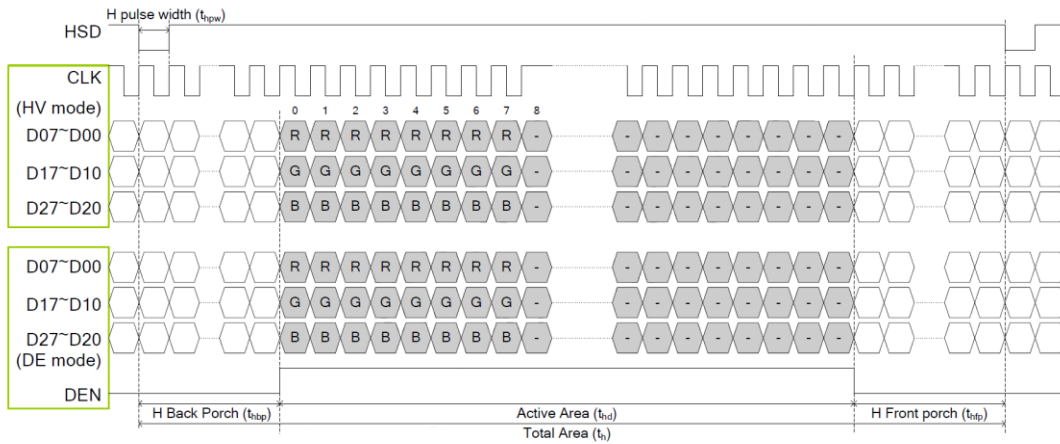 H pulse width (thpw)
HSD
CLK
(HV mode)
0 1 2 3 4 5 6 7 8
D07~D00 R R R R R R R R - - - - - - - - -
D17~D10 G G G G G G G G - - - - - - - - -
D27~D20 B B B B B B B B - - - - - - - - -
D07~D00 R R R R R R R R - - - - - - - - -
D17~D10 G G G G G G G G - - - - - - - - -
D27~D20 B B B B B B B B - - - - - - - - -
(DE mode)
DEN
H Back Porch (thbp) Active Area (thd) H Front porch (thfp)
Total Area (th)